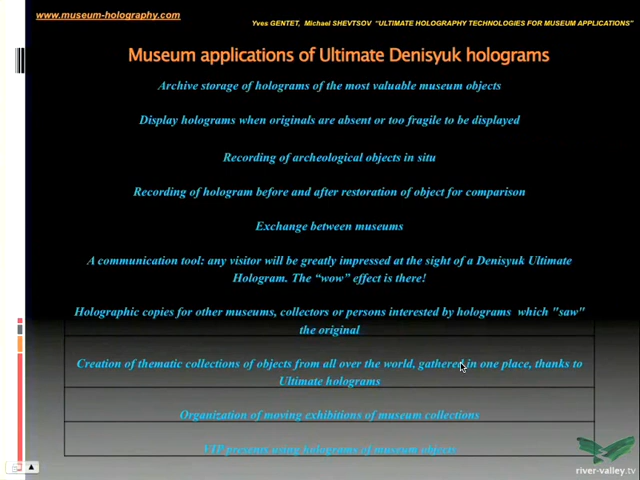 www.museum-holography.com
Yves GENTET, Michael SHEVTSOV "ULTIMATE HOLOGRAPHY TECHNOLOGIES FOR MUSEUM APPLICATIONS"
Museum applications of Ultimate Denisyuk holograms
Archive storage of holograms of the most valuable museum objects
Display holograms when originals are absent or too fragile to be displayed
Recording of archeological objects in situ
Recording of hologram before and after restoration of object for comparison
Exchange between museums
A communication tool: any visitor will be greatly impressed at the sight of a Denisyuk Ultimate
Hologram. The “wow” effect is there!
Holographic copies for other museums, collectors or persons interested by holograms which "saw"
the original
Creation of thematic collections of objects from all over the world, gathered in one place, thanks to
Ultimate holograms
Organization of moving exhibitions of museum collections
VIP presents using holograms of museum objects
river-valley.tv